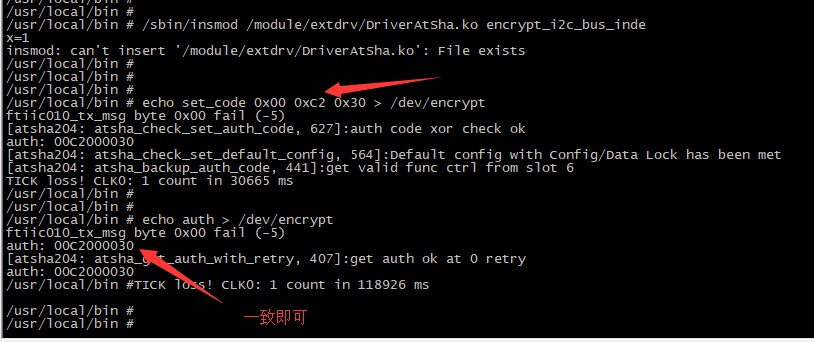 /usr/local/bin #
/usr/local/bin #
/usr/local/bin # /sbin/insmod /module/extdrv/DriverAtSha.ko encrypt_i2c_bus_inde
x=1
insmod: can't insert '/module/extdrv/DriverAtSha.ko': File exists
/usr/local/bin #
/usr/local/bin #
/usr/local/bin #
/usr/local/bin # echo set_code 0x00 0xC2 0x30 > /dev/encrypt
ftiic010_tx_msg byte 0x00 fail (-5)
[atsha204: atsha_check_set_auth_code, 627]:auth code xor check ok
auth: 00C2000030
[atsha204: atsha_check_set_default_config, 564]:Default config with Config/Data Lock has been met
[atsha204: atsha_backup_auth_code, 441]:get valid func ctrl from slot 6
TICK loss! CLK0: 1 count in 30665 ms
/usr/local/bin #
/usr/local/bin #
/usr/local/bin # echo auth > /dev/encrypt
ftiic010_tx_msg byte 0x00 fail (-5)
auth: 00C2000030
[atsha204: atsha_get_auth_with_retry, 407]:get auth ok at 0 retry
auth: 00C2000030
/usr/local/bin #TICK loss! CLK0: 1 count in 118926 ms
一致即可
/usr/local/bin #
/usr/local/bin #